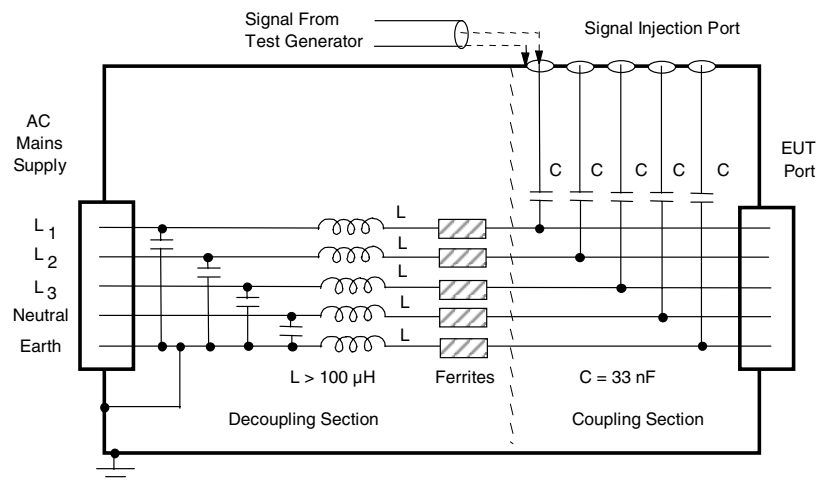 Signal From
Test Generator
Signal Injection Port
AC
Mains
Supply
EUT
Port
C
C
C
C
C
L
L1
L
L2
L
L3
L
Neutral
L
Earth
L > 100 µH
Ferrites
C = 33 nF
Decoupling Section
Coupling Section